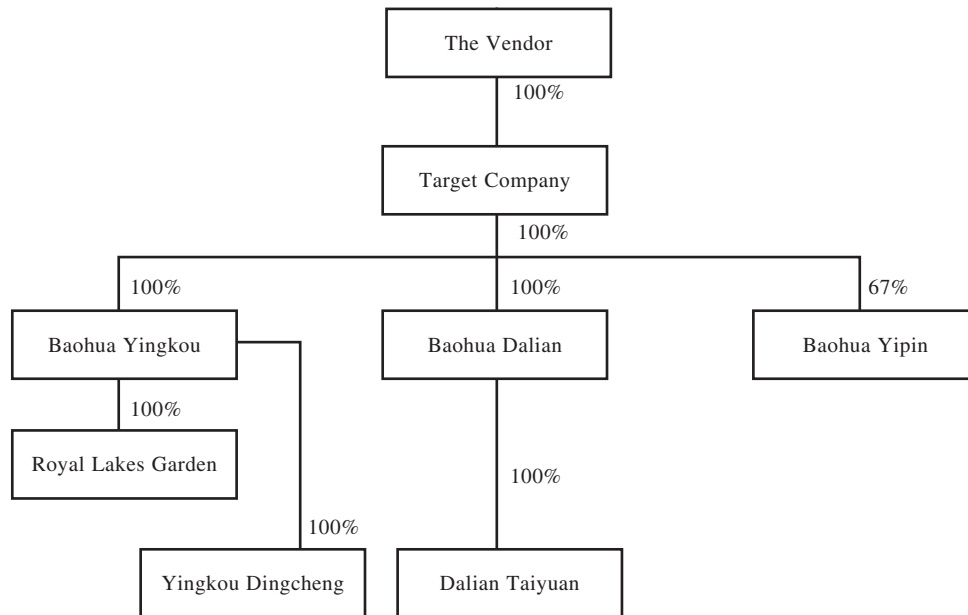 The Vendor
100%
Target Company
100%
100%
100%
67%
Baohua Yingkou
Baohua Dalian
Baohua Yipin
100%
Royal Lakes Garden
100%
100%
Yingkou Dingcheng
Dalian Taiyuan